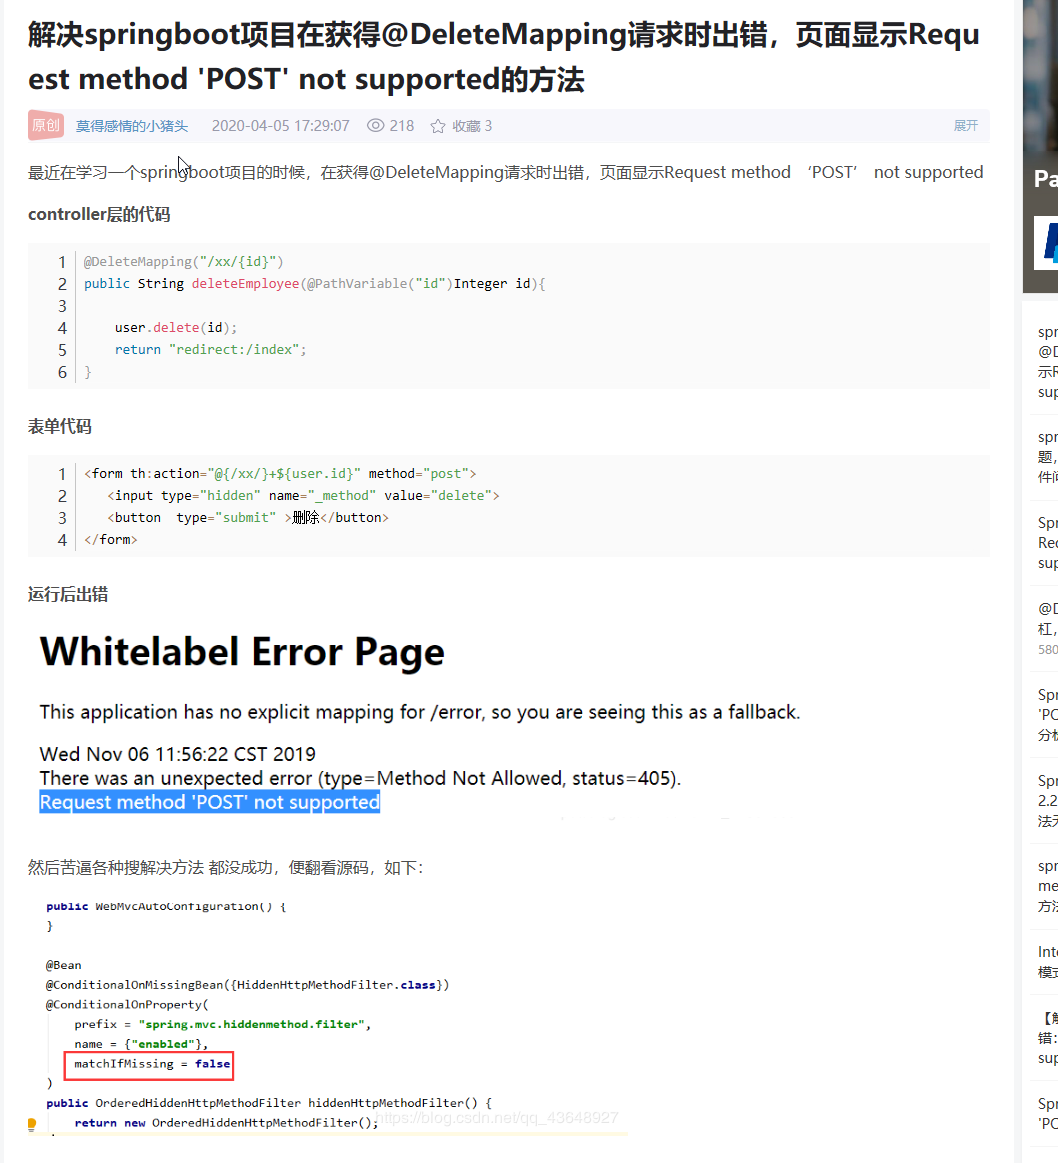 解决springboot项目在获得@DeleteMapping请求时出错，页面显示Requ
est method 'POST' not supported的方法
原创 莫得感情的小猪头 2020-04-05 17:29:07 218 收藏 3 展开
最近在学习一个springboot项目的时候，在获得@DeleteMapping请求时出错，页面显示Request method ‘POST’ not supported
controller层的代码
1 @DeleteMapping("/xx/{id}")
2 public String deleteEmployee(@PathVariable("id")Integer id){
3
4 user.delete(id);
5 return "redirect:/index";
6 }
表单代码
1 <form th:action="@{/xx/}+${user.id}" method="post">
2 <input type="hidden" name="_method" value="delete">
3 <button type="submit" >删除</button>
4 </form>
运行后出错
Whitelabel Error Page
This application has no explicit mapping for /error, so you are seeing this as a fallback.
Wed Nov 06 11:56:22 CST 2019
There was an unexpected error (type=Method Not Allowed, status=405).
Request method 'POST' not supported
然后苦逼各种搜解决方法 都没成功，便翻看源码，如下：
public WebMvcAutoConfiguration() {
}
@Bean
@ConditionalOnMissingBean({HiddenHttpMethodFilter.class})
@ConditionalOnProperty(
prefix = "spring.mvc.hiddenmethod.filter",
name = {"enabled"},
matchIfMissing = false
)
public OrderedHiddenHttpMethodFilter hiddenHttpMethodFilter() {
return new OrderedHiddenHttpMethodFilter();
https://blog.csdn.net/qq_43648927
Pa
spr
@D
示R
sup
spr
题，
件问
Spr
Rec
sup
@D
杠，
580
Spr
'PO
分析
Spr
2.2
法无
spr
me
方法
Inte
模式
【解
错：
sup
Spr
'PO